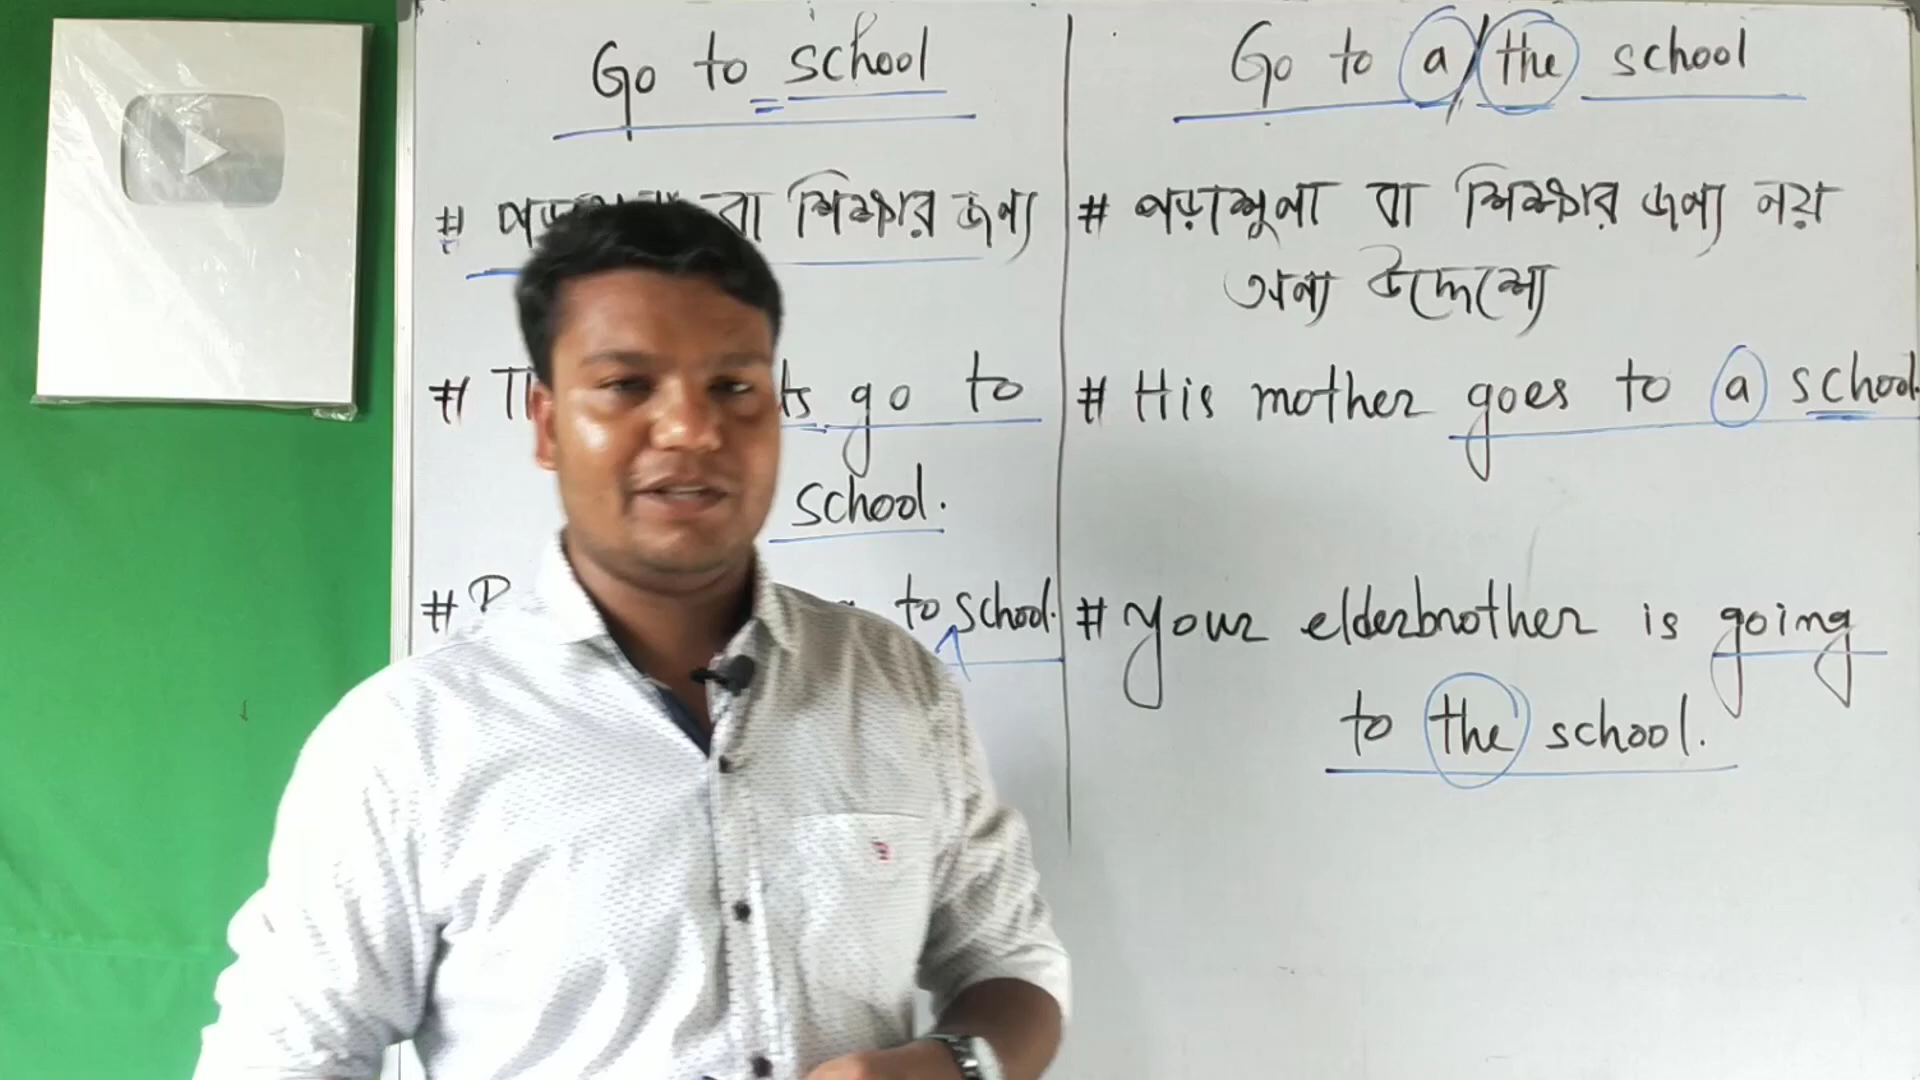 Go to school
# বা শিক্ষার জন্য
# go to
school.
# to school.
Go to a/the school
# পড়াশুনা বা শিক্ষার জন্য নয়
অন্য উদ্দেশ্যে
# His mother goes to a school.
# Your elderbrother is going
to the school.